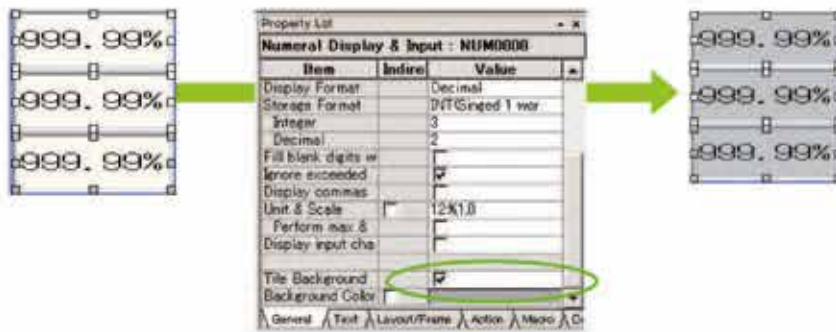 999.99%
999.99%
999.99%
Property List
Numeral Display & Input : NUM0008
Item Indire Value
Display Format Decimal
Storage Format INT(Singed 1 wor
Integer 3
Decimal 2
Fill blank digits w
Ignore exceeded
Display commas
Unit & Scale 12:%1,0
Perform max &
Display input cha
Tile Background
Background Color
General Text Layout/Frame Action Macro
999.99%
999.99%
999.99%